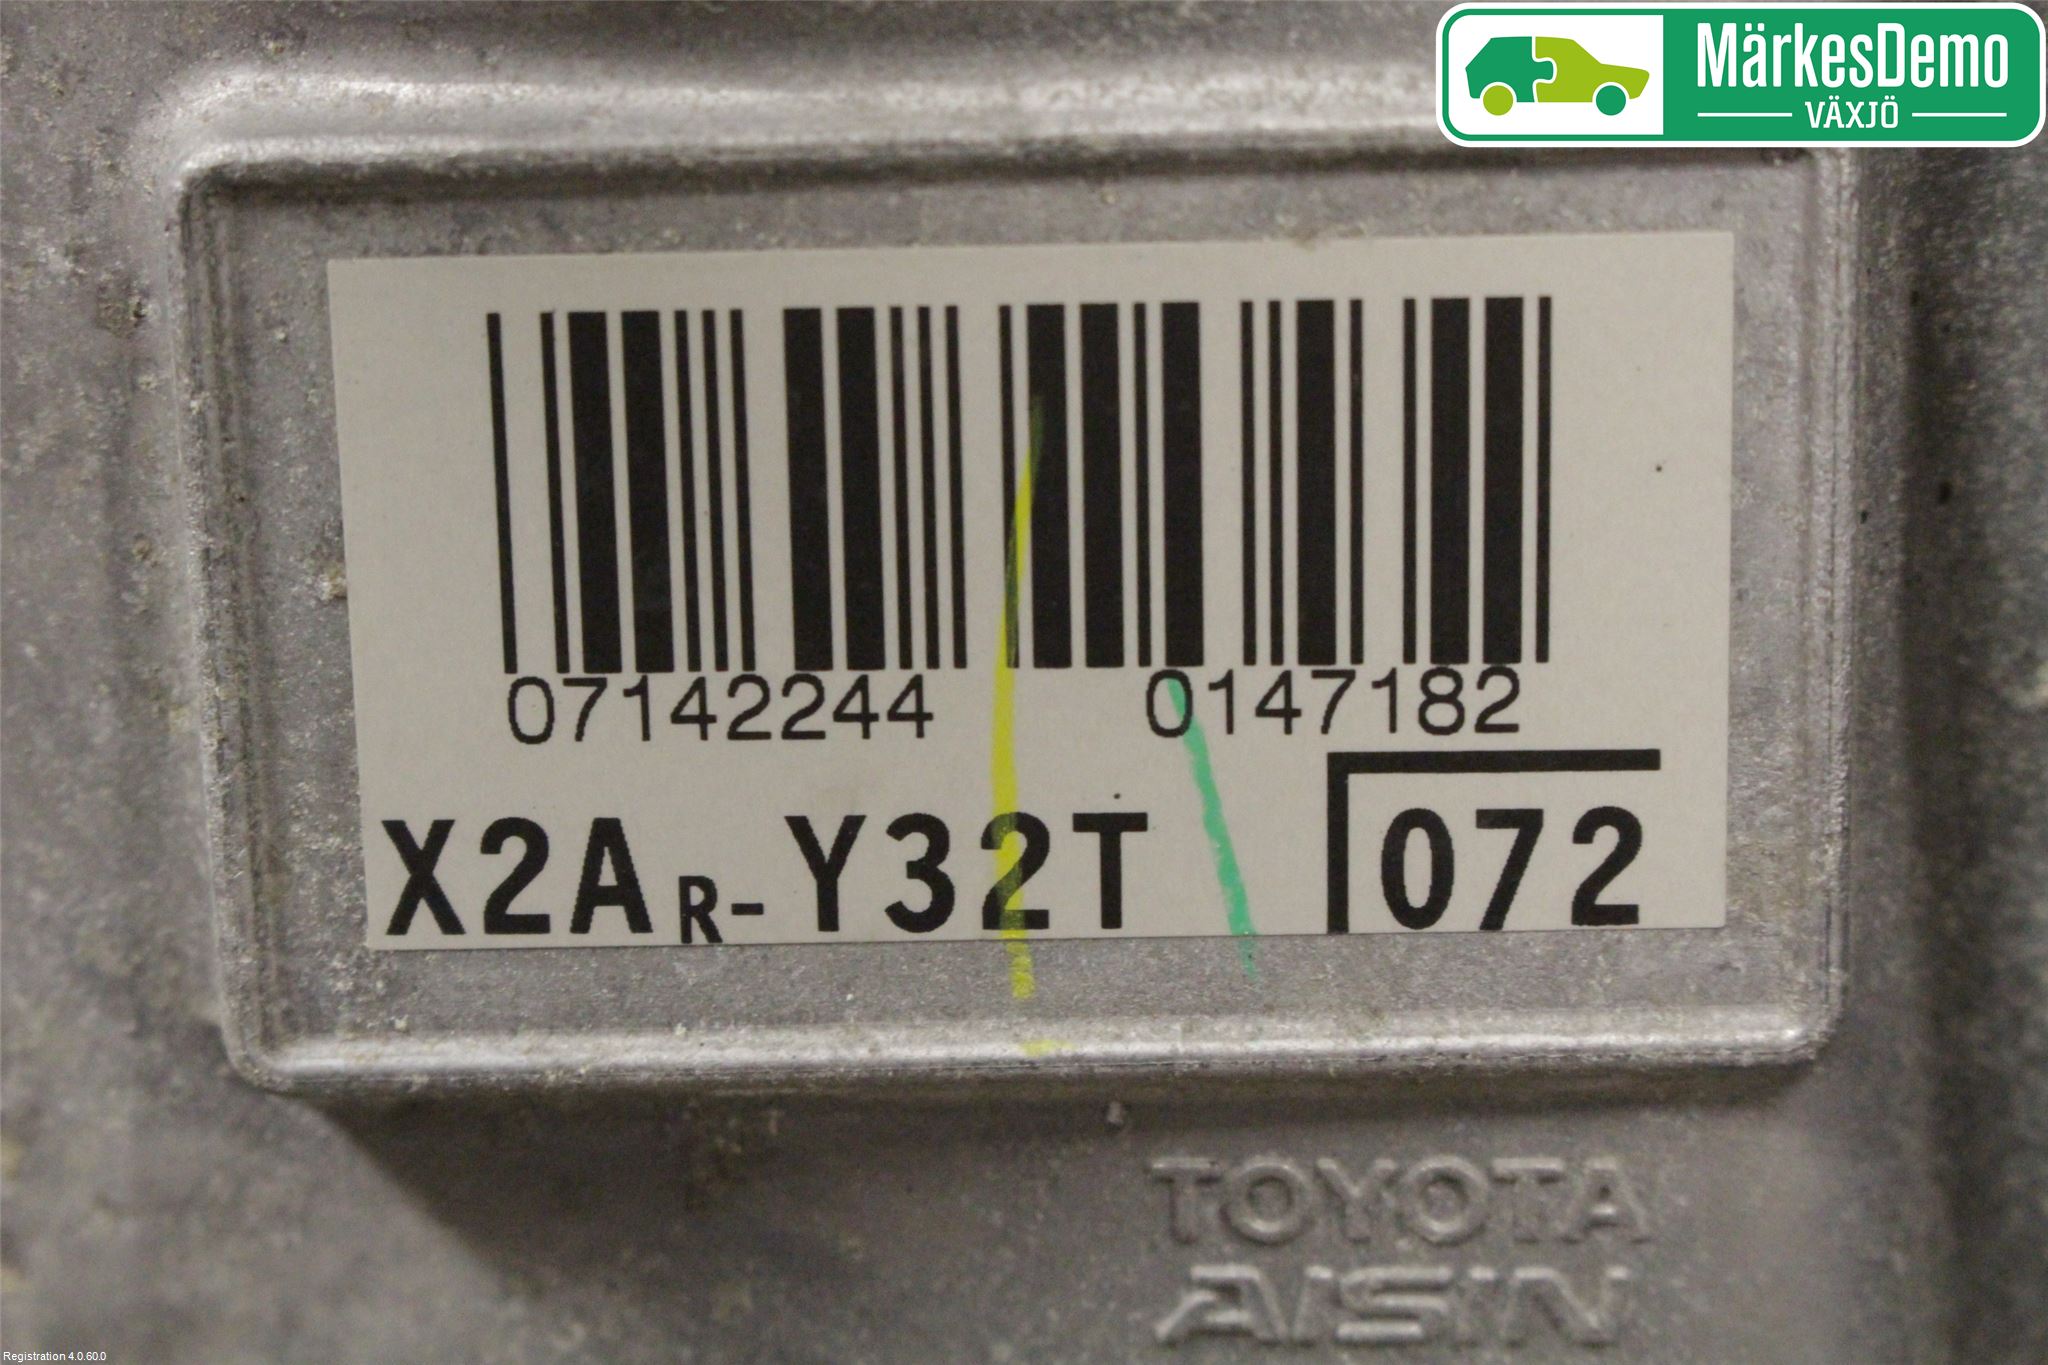 MärkesDemo
VÄXJÖ
07142244 0147182
X2AR-Y32T 072
TOYOTA
AISIN
Registration 4.0.60.0